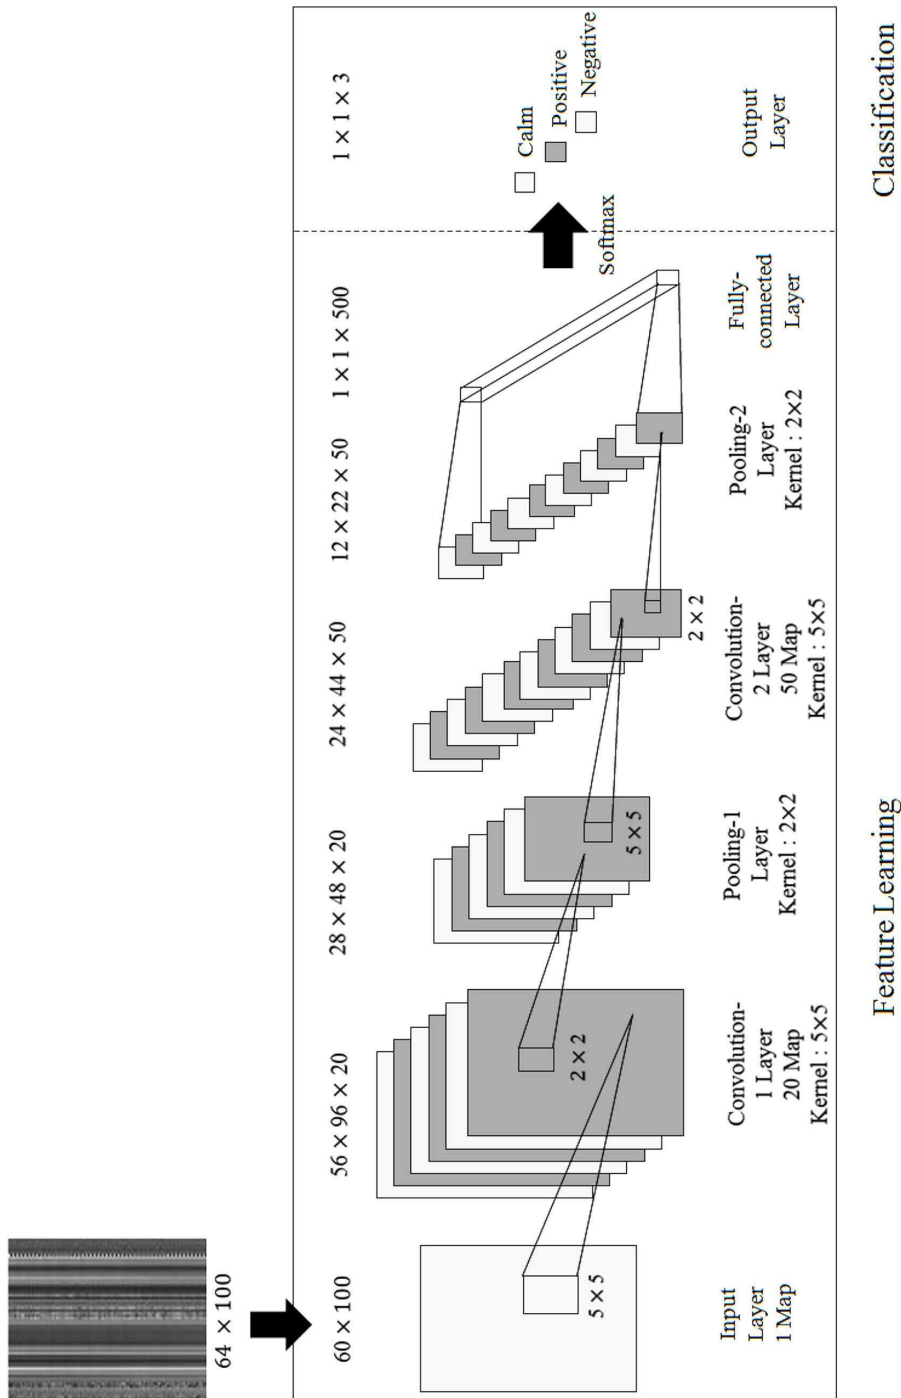 64 × 100
60 × 100
56 × 96 × 20
28 × 48 × 20
24 × 44 × 50
12 × 22 × 50
1 × 1 × 500
1 × 1 × 3
5 × 5
2 × 2
5 × 5
2 × 2
Softmax
Calm
Positive
Negative
Input
Layer
1 Map
Convolution-
1 Layer
20 Map
Kernel : 5×5
Pooling-1
Layer
Kernel : 2×2
Convolution-
2 Layer
50 Map
Kernel : 5×5
Pooling-2
Layer
Kernel : 2×2
Fully-
connected
Layer
Output
Layer
Feature Learning
Classification